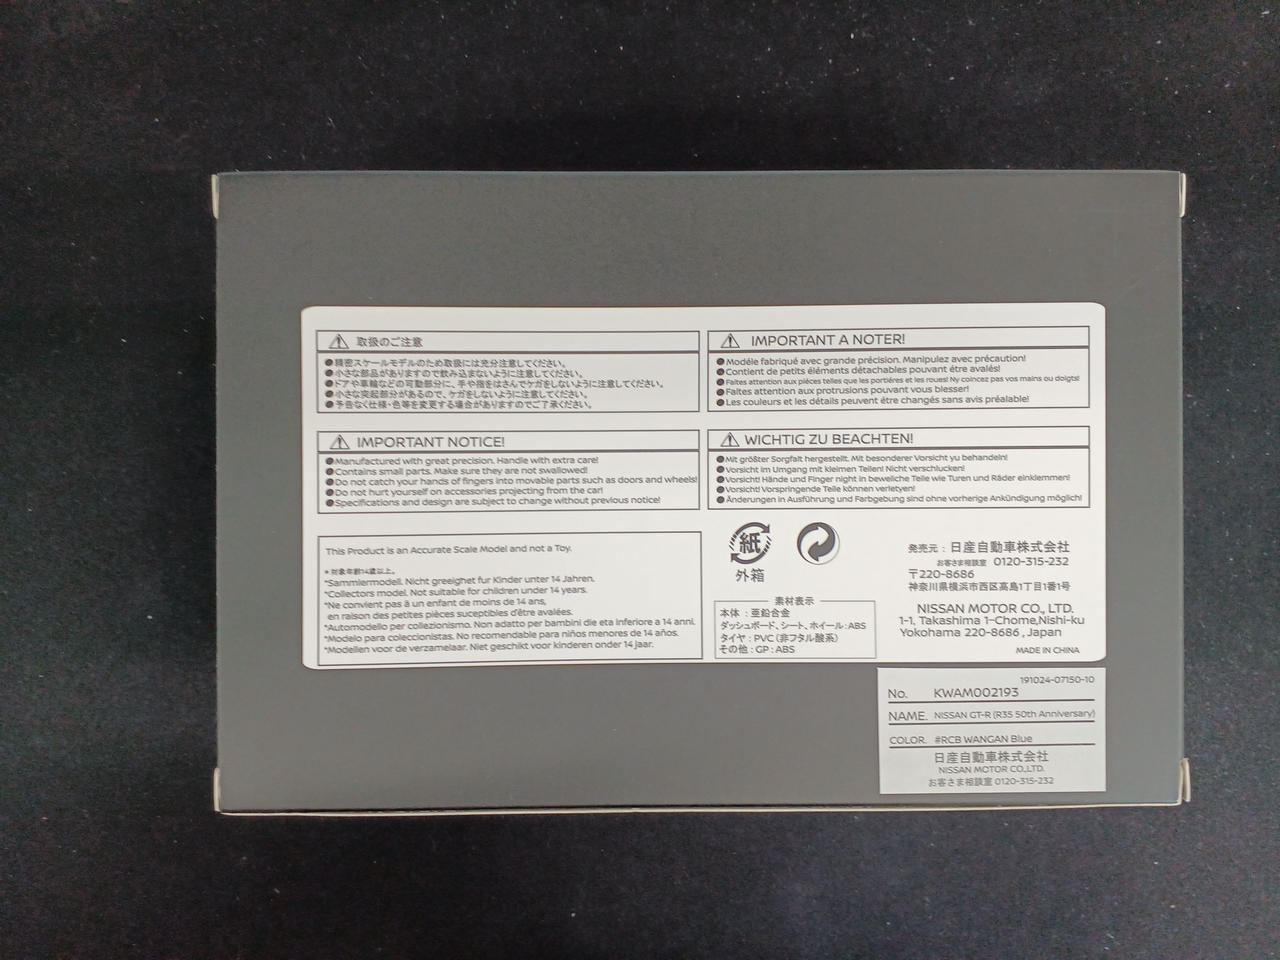 取扱のご注意
●精密スケールモデルのため取扱には充分注意してください。
●小さな部品がありますので飲み込まないように注意してください。
●ドアや車輪などの可動部分に、手や指をはさんでケガをしないように注意してください。
●小さな突起部分があるので、ケガをしないように注意してください。
●予告なく仕様・色等を変更する場合がありますのでご了承ください。
IMPORTANT A NOTER!
●Modéle fabriqué avec grande précision. Manipulez avec précaution!
●Contient de petits éléments détachables pouvant étre avalés!
●Faites attention aux pièces telles que les portiéres et les roues! Ny coincez pas vos mains ou doigts!
●Faites attention aux protrusions pouvant vous blesser!
●Les couleurs et les détails peuvent étre changés sans avis préalable!
IMPORTANT NOTICE!
●Manufactured with great precision. Handle with extra care!
●Contains small parts. Make sure they are not swallowed!
●Do not catch your hands of fingers into movable parts such as doors and wheels!
●Do not hurt yourself on accessories projecting from the car!
●Specifications and design are subject to change without previous notice!
WICHTIG ZU BEACHTEN!
●Mit größter Sorgfalt hergestellt. Mit besonderer Vorsicht yu behandeln!
●Vorsicht im Umgang mit kleimen Teilen! Nicht verschlucken!
●Vorsicht! Hände und Finger night in beweliche Teile wie Turen und Räder einklemmen!
●Vorsicht! Vorspringende Teile können verletyen!
●Änderungen in Ausführung und Farbgebung sind ohne vorherige Ankündigung möglich!
This Product is an Accurate Scale Model and not a Toy.
*対象年齢14歳以上。
*Sammlermodell. Nicht greeighet fur Kinder unter 14 Jahren.
*Collectors model. Not suitable for children under 14 years.
*Ne convient pas à un enfant de moins de 14 ans,
en raison des petites pièces suceptibles d'être avalées.
*Automodello per collezionismo. Non adatto per bambini die eta inferiore a 14 anni.
*Modelo para coleccionistas. No recomendable para niños menores de 14 años.
*Modellen voor de verzamelaar. Niet geschikt voor kinderen onder 14 jaar.
紙
外箱
素材表示
本体 : 亜鉛合金
ダッシュボード、シート、ホイール : ABS
タイヤ : PVC (非フタル酸系)
その他 : GP : ABS
発売元 : 日産自動車株式会社
お客さま相談室 0120-315-232
〒220-8686
神奈川県横浜市西区高島1丁目1番1号
NISSAN MOTOR CO., LTD.
1-1, Takashima 1-Chome,Nishi-ku
Yokohama 220-8686 , Japan
MADE IN CHINA
191024-07150-10
No. KWAM002193
NAME. NISSAN GT-R (R35 50th Anniversary)
COLOR. #RCB WANGAN Blue
日産自動車株式会社
NISSAN MOTOR CO.,LTD.
お客さま相談室 0120-315-232